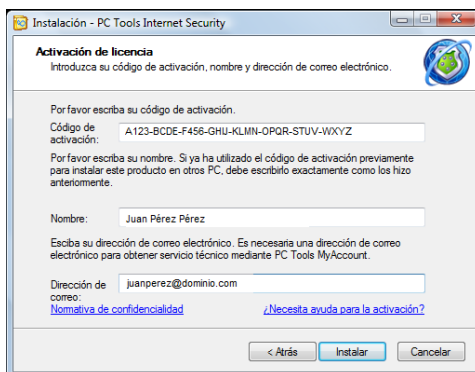 Instalación - PC Tools Internet Security
Activación de licencia
Introduzca su código de activación, nombre y dirección de correo electrónico.
Por favor escriba su código de activación.
Código de
activación:
A123-BCDE-F456-GHIJ-KLMN-OPQR-STUV-WXYZ
Por favor escriba su nombre. Si ya ha utilizado el código de activación previamente
para instalar este producto en otros PC, debe escribirlo exactamente como los hizo
anteriormente.
Nombre:
Juan Pérez Pérez
Esciba su dirección de correo electrónico. Es necesaria una dirección de correo
electrónico para obtener servicio técnico mediante PC Tools MyAccount.
Dirección de
correo:
juanperez@dominio.com
Normativa de confidencialidad
¿Necesita ayuda para la activación?
< Atrás
Instalar
Cancelar